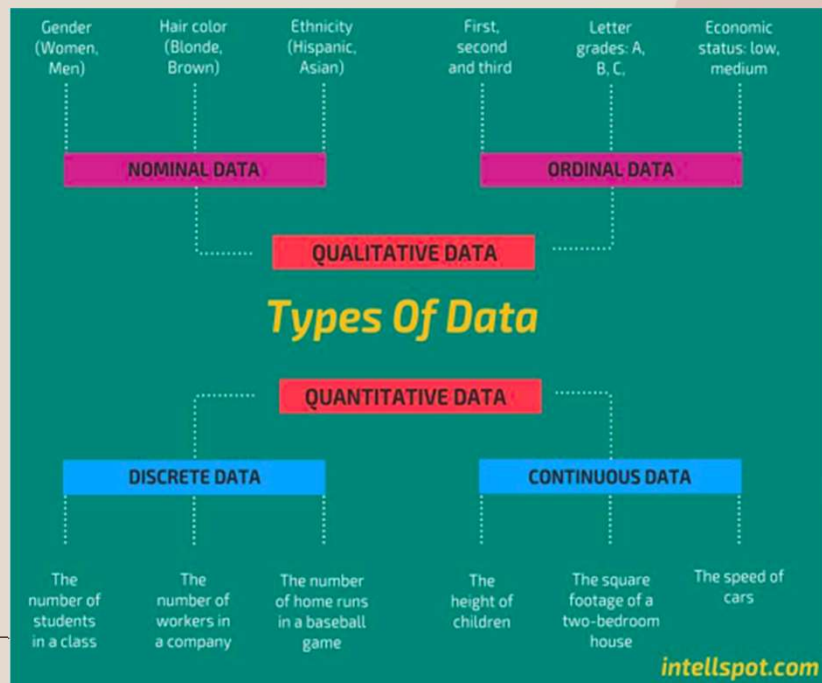 Gender
(Women,
Men)
Hair color
(Blonde,
Brown)
Ethnicity
(Hispanic,
Asian)
First,
second
and third
Letter
grades: A,
B, C,
Economic
status: low,
medium
NOMINAL DATA
ORDINAL DATA
QUALITATIVE DATA
Types Of Data
QUANTITATIVE DATA
DISCRETE DATA
CONTINUOUS DATA
The
number of
students
in a class
The
number of
workers in
a company
The number
of home runs
in a baseball
game
The
height of
children
The square
footage of a
two-bedroom
house
The speed of
cars
intellspot.com